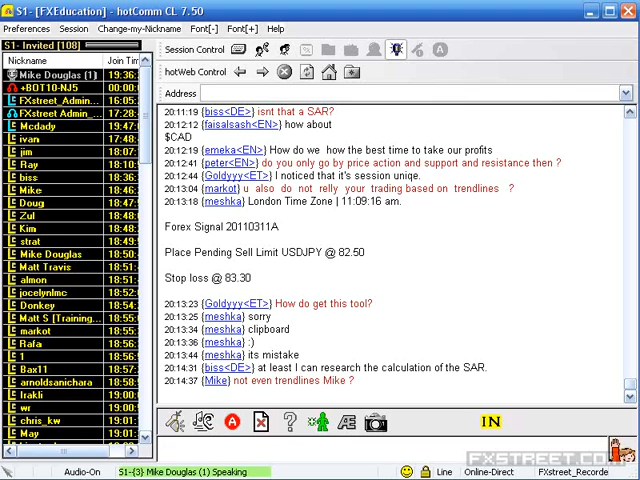 S1- [FXEducation] - hotComm CL 7.50
Preferences Session Change-my-Nickname Font[-] Font[+] Help
S1- Invited [108]
Nickname Join Tim
Mike Douglas (1) 19:36:
+BOT10-NJ5 00:00:
FXstreet_Admin... 16:05:
FXstreet Admin_... 17:28:
Mcdady 19:47:
ivan 18:48:
jim 18:48:
Ray 18:48:
biss 18:48:
Mike 18:48:
Doug 18:48:
Zul 18:48:
Kim 18:48:
strat 18:49:
Mike Douglas 18:50:
Matt Travis 18:51:
almon 18:51:
jocelynlmc 18:52:
Donkey 18:54:
Matt S [Training... 18:54:
markot 18:55:
Rafa 18:56:
1 18:56:
Bax11 18:57:
arnoldsanichara 18:58:
Irakli 19:00:
wr 19:00:
chris_kw 19:01:
May 19:01:
Session Control
hotWeb Control
Address
20:11:19 {biss<DE>} isnt that a SAR?
20:12:12 {faisalsash<EN>} how about
$CAD
20:12:19 {emeka<EN>} How do we how the best time to take our profits
20:12:41 {peter<EN>} do you only go by price action and support and resistance then ?
20:12:44 {Goldyyy<ET>} I noticed that it's session uniqe.
20:13:04 {markot} u also do not relly your trading based on trendlines ?
20:13:18 {meshka} London Time Zone | 11:09:16 am.
Forex Signal 20110311A
Place Pending Sell Limit USDJPY @ 82.50
Stop loss @ 83.30
20:13:23 {Goldyyy<ET>} How do get this tool?
20:13:25 {meshka} sorry
20:13:34 {meshka} clipboard
20:13:36 {meshka} :)
20:13:44 {meshka} its mistake
20:14:31 {biss<DE>} at least I can research the calculation of the SAR.
20:14:37 {Mike} not even trendlines Mike ?
IN
FXSTREET.COM
Audio-On S1-{3} Mike Douglas (1) Speaking Line Online-Direct FXstreet_Recorde